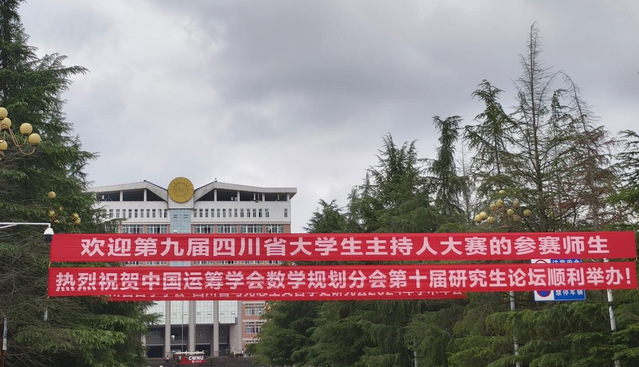 欢迎第九届四川省大学生主持人大赛的参赛师生
热烈祝贺中国运筹学会数学规划分会第十届研究生论坛顺利举办!
CWNU